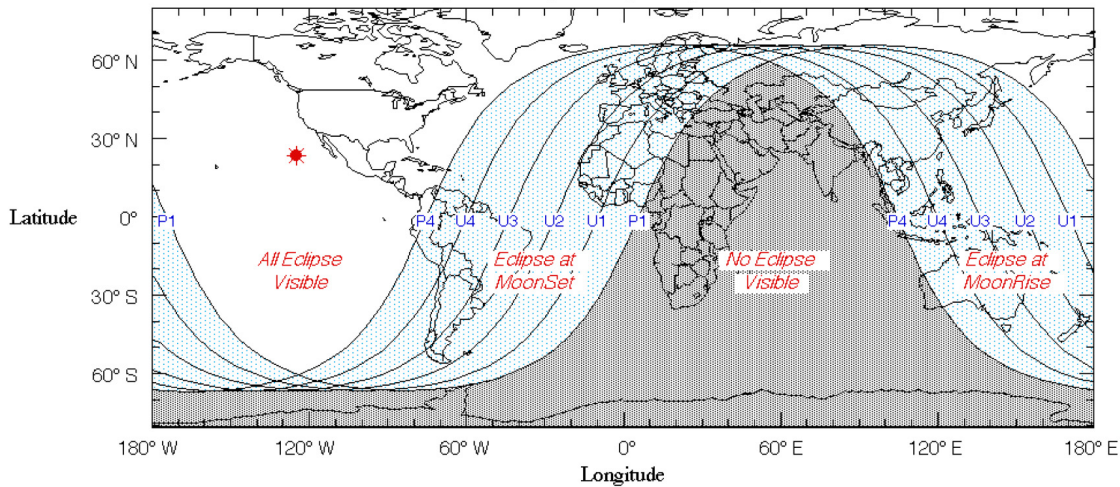 60° N
30° N
Latitude
0°
30° S
60° S
P1
P4
U4
U3
U2
U1
P1
P4
U4
U3
U2
U1
All Eclipse
Visible
Eclipse at
MoonSet
No Eclipse
Visible
Eclipse at
MoonRise
180° W
120° W
60° W
0°
60° E
120° E
180° E
Longitude